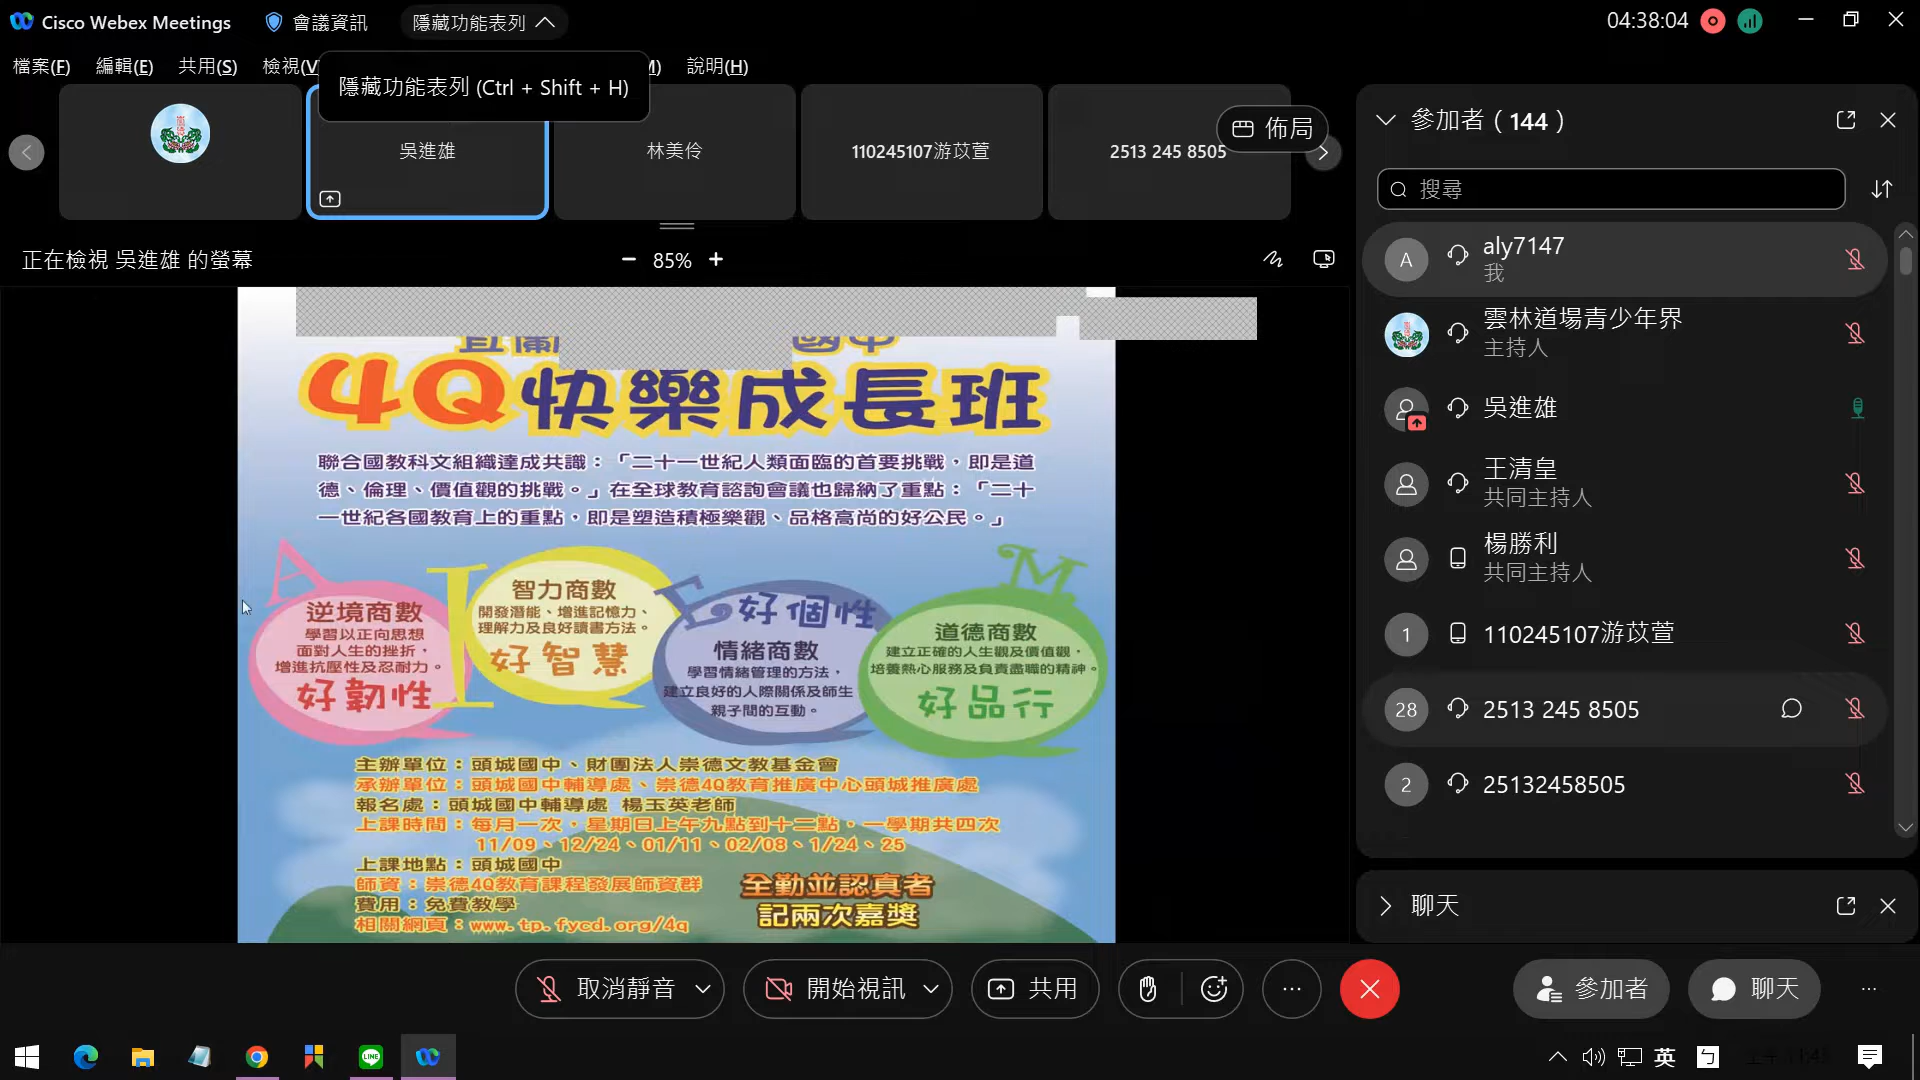 Cisco Webex Meetings
會議資訊
隱藏功能表列
04:38:04
檔案(F)
編輯(E)
共用(S)
檢視(V
M)
說明(H)
隱藏功能表列 (Ctrl + Shift + H)
吳進雄
林美伶
110245107游苡萱
2513 245 8505
佈局
正在檢視 吳進雄 的螢幕
85%
國中
4Q快樂成長班
聯合國教科文組織達成共識：「二十一世紀人類面臨的首要挑戰，即是道
德、倫理、價值觀的挑戰。」在全球教育諮詢會議也歸納了重點：「二十
一世紀各國教育上的重點，即是塑造積極樂觀、品格高尚的好公民。」
AQ
逆境商數
學習以正向思想
面對人生的挫折，
增進抗壓性及忍耐力。
好韌性
IQ
智力商數
開發潛能、增進記憶力、
理解力及良好讀書方法。
好智慧
EQ
好個性
情緒商數
學習情緒管理的方法，
建立良好的人際關係及師生
親子間的互動。
MQ
道德商數
建立正確的人生觀及價值觀，
培養熱心服務及負責盡職的精神。
好品行
主辦單位：頭城國中、財團法人崇德文教基金會
承辦單位：頭城國中輔導處、崇德4Q教育推廣中心頭城推廣處
報名處：頭城國中輔導處 楊玉英老師
上課時間：每月一次，星期日上午九點到十二點，一學期共四次
11/09、12/24、01/11、02/08、1/24、25
上課地點：頭城國中
師資：崇德4Q教育課程發展師資群
費用：免費教學
相關網頁：www.tp.fycd.org/4q
全勤並認真者
記兩次嘉獎
參加者 ( 144 )
搜尋
A
aly7147
我
雲林道場青少年界
主持人
吳進雄
王清皇
共同主持人
楊勝利
共同主持人
1
110245107游苡萱
28
2513 245 8505
2
25132458505
聊天
取消靜音
開始視訊
共用
參加者
聊天
LINE
英
ㄅ